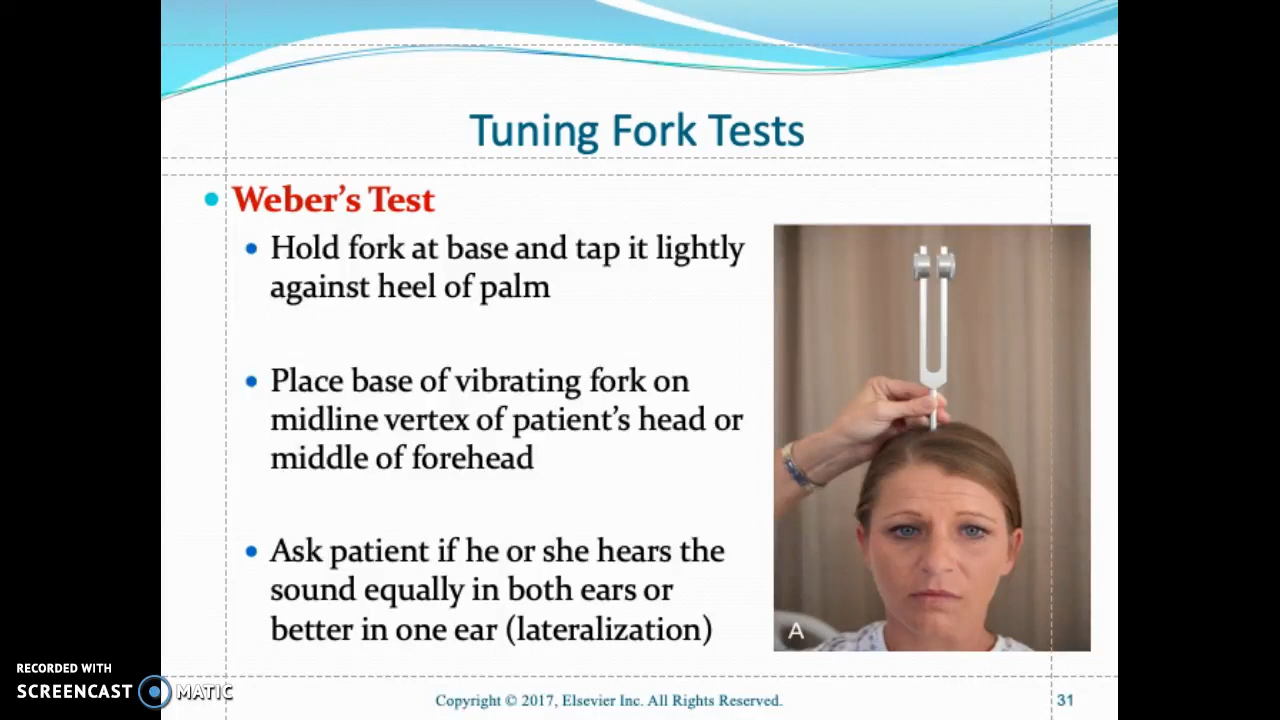 Tuning Fork Tests
• Weber's Test
• Hold fork at base and tap it lightly
against heel of palm
• Place base of vibrating fork on
midline vertex of patient's head or
middle of forehead
• Ask patient if he or she hears the
sound equally in both ears or
better in one ear (lateralization)
A
RECORDED WITH
SCREENCAST MATIC
Copyright © 2017, Elsevier Inc. All Rights Reserved.
31